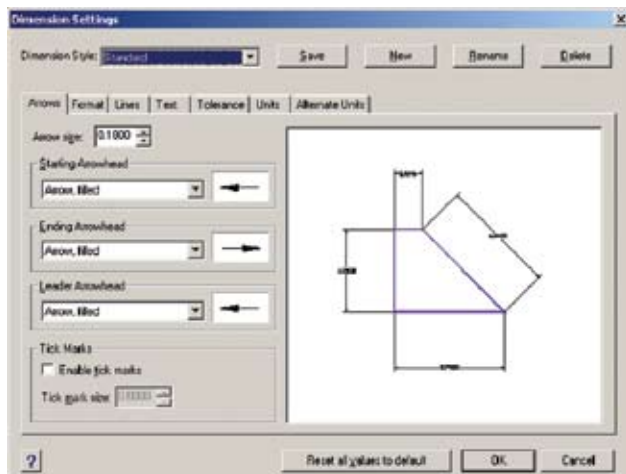 Dimension Settings
Dimension Style: Standard
Save New Rename Delete
Arrows Format Lines Text Tolerance Units Alternate Units
Arrow size: 0.1800
Starting Arrowhead
Arrow, filled
Ending Arrowhead
Arrow, filled
Leader Arrowhead
Arrow, filled
Tick Marks
Enable tick marks
Tick mark size:
? Reset all values to default OK Cancel